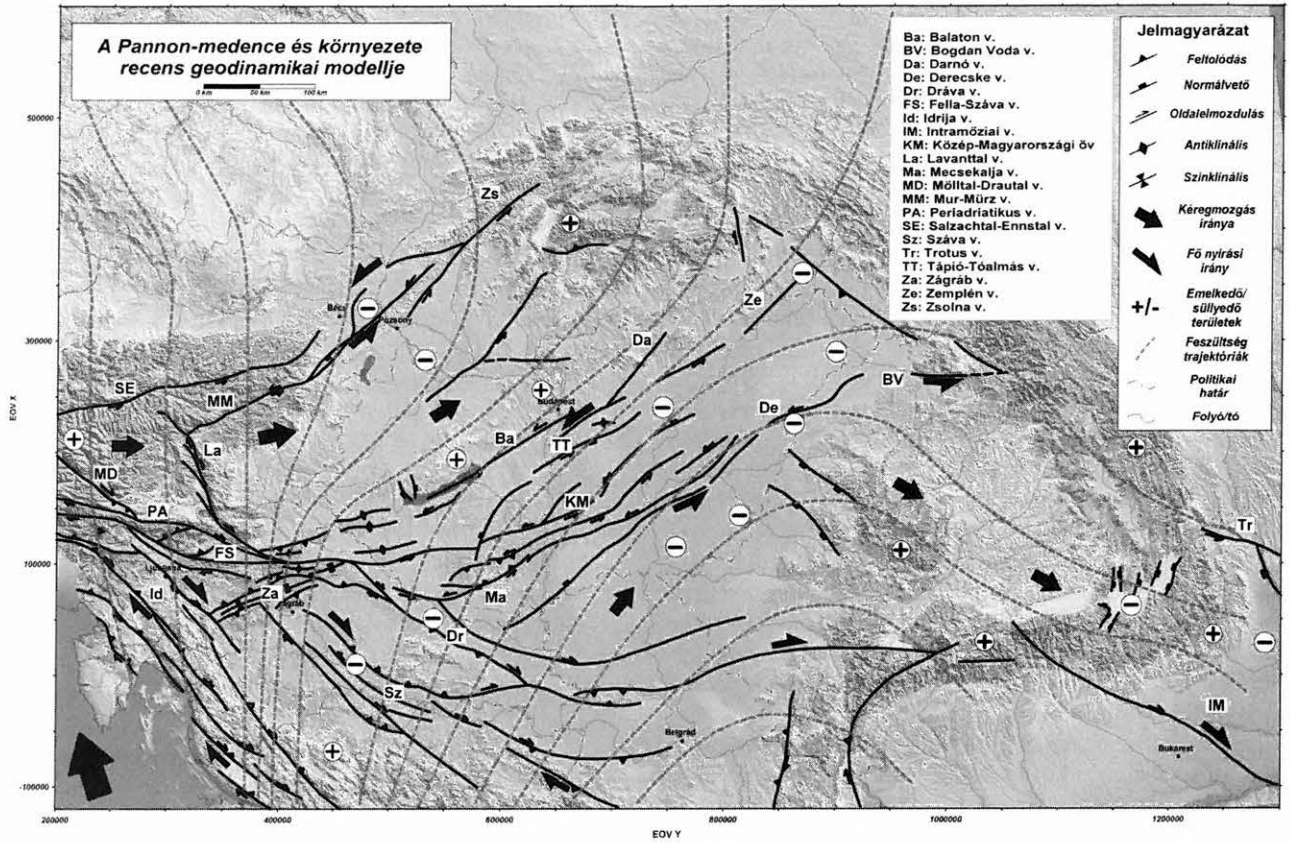 A Pannon-medence és környezete
recens geodinamikai modellje
0 km 50 km 100 km
Ba: Balaton v.
BV: Bogdan Voda v.
Da: Darnó v.
De: Derecske v.
Dr: Dráva v.
FS: Fella-Száva v.
Id: Idrija v.
IM: Intramőziai v.
KM: Közép-Magyarországi öv
La: Lavanttal v.
Ma: Mecsekalja v.
MD: Mölltal-Drautal v.
MM: Mur-Mürz v.
PA: Periadriatikus v.
SE: Salzachtal-Ennstal v.
Sz: Száva v.
Tr: Trotus v.
TT: Tápió-Tóalmás v.
Za: Zágráb v.
Ze: Zemplén v.
Zs: Zsolna v.
Jelmagyarázat
Feltolódás
Normálvető
Oldalelmozdulás
Antiklinális
Szinklinális
Kéregmozgás
iránya
Fő nyírási
irány
+/-
Emelkedő/
süllyedő
területek
Feszültség
trajektóriák
Politikai
határ
Folyó/tó
Zs
Bécs
Pozsony
Ze
Da
SE
MM
BV
Budapest
De
Ba
La
TT
MD
KM
PA
Tr
FS
Id
Za
Ma
Dr
Sz
IM
Belgrád
Bukarest
500000
300000
100000
-100000
EOV X
200000 400000 600000 800000 1000000 1200000
EOV Y